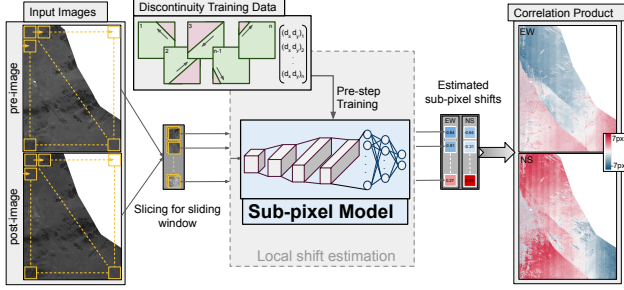 Input Images
Discontinuity Training Data
Correlation Product
1
3
n
2
n-1
(dx dy)1
(dx dy)2
(dx dy)n
pre-image
post-image
Pre-step
Training
Estimated
sub-pixel shifts
EW
NS
Slicing for sliding
window
Sub-pixel Model
Local shift estimation
EW
7px
-7px
NS